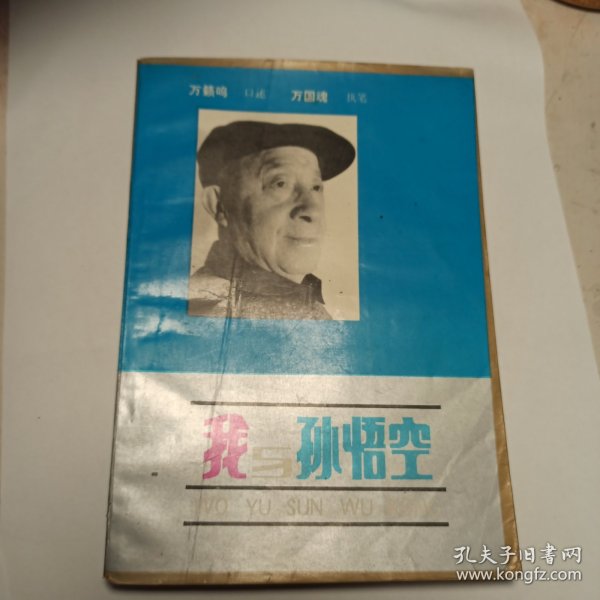 万籁鸣 口述 万国魂 执笔
我与孙悟空
WO YU SUN WU KONG
孔夫子旧书网
www.kongfz.com